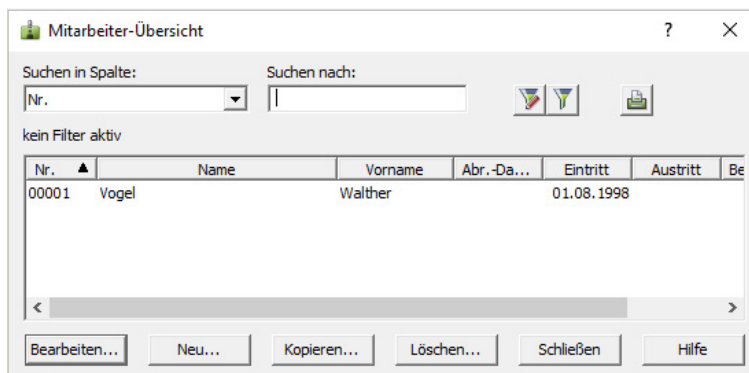 Mitarbeiter-Übersicht ?
Suchen in Spalte: Suchen nach:
Nr.
kein Filter aktiv
Nr. Name Vorname Abr.-Da... Eintritt Austritt Be
00001 Vogel Walther 01.08.1998
Bearbeiten... Neu... Kopieren... Löschen... Schließen Hilfe